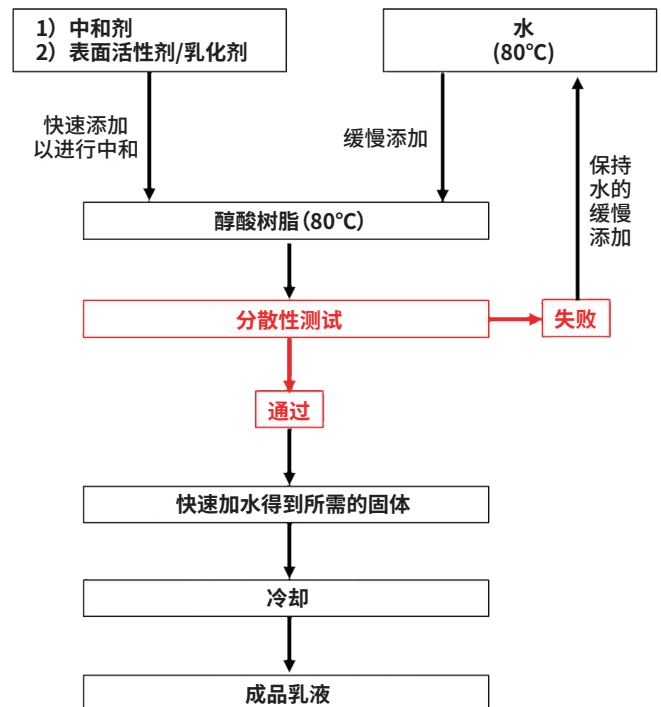 1）中和剂
2）表面活性剂/乳化剂
水
(80℃)
快速添加
以进行中和
缓慢添加
保持
水的
缓慢
添加
醇酸树脂（80℃）
分散性测试
失败
通过
快速加水得到所需的固体
冷却
成品乳液